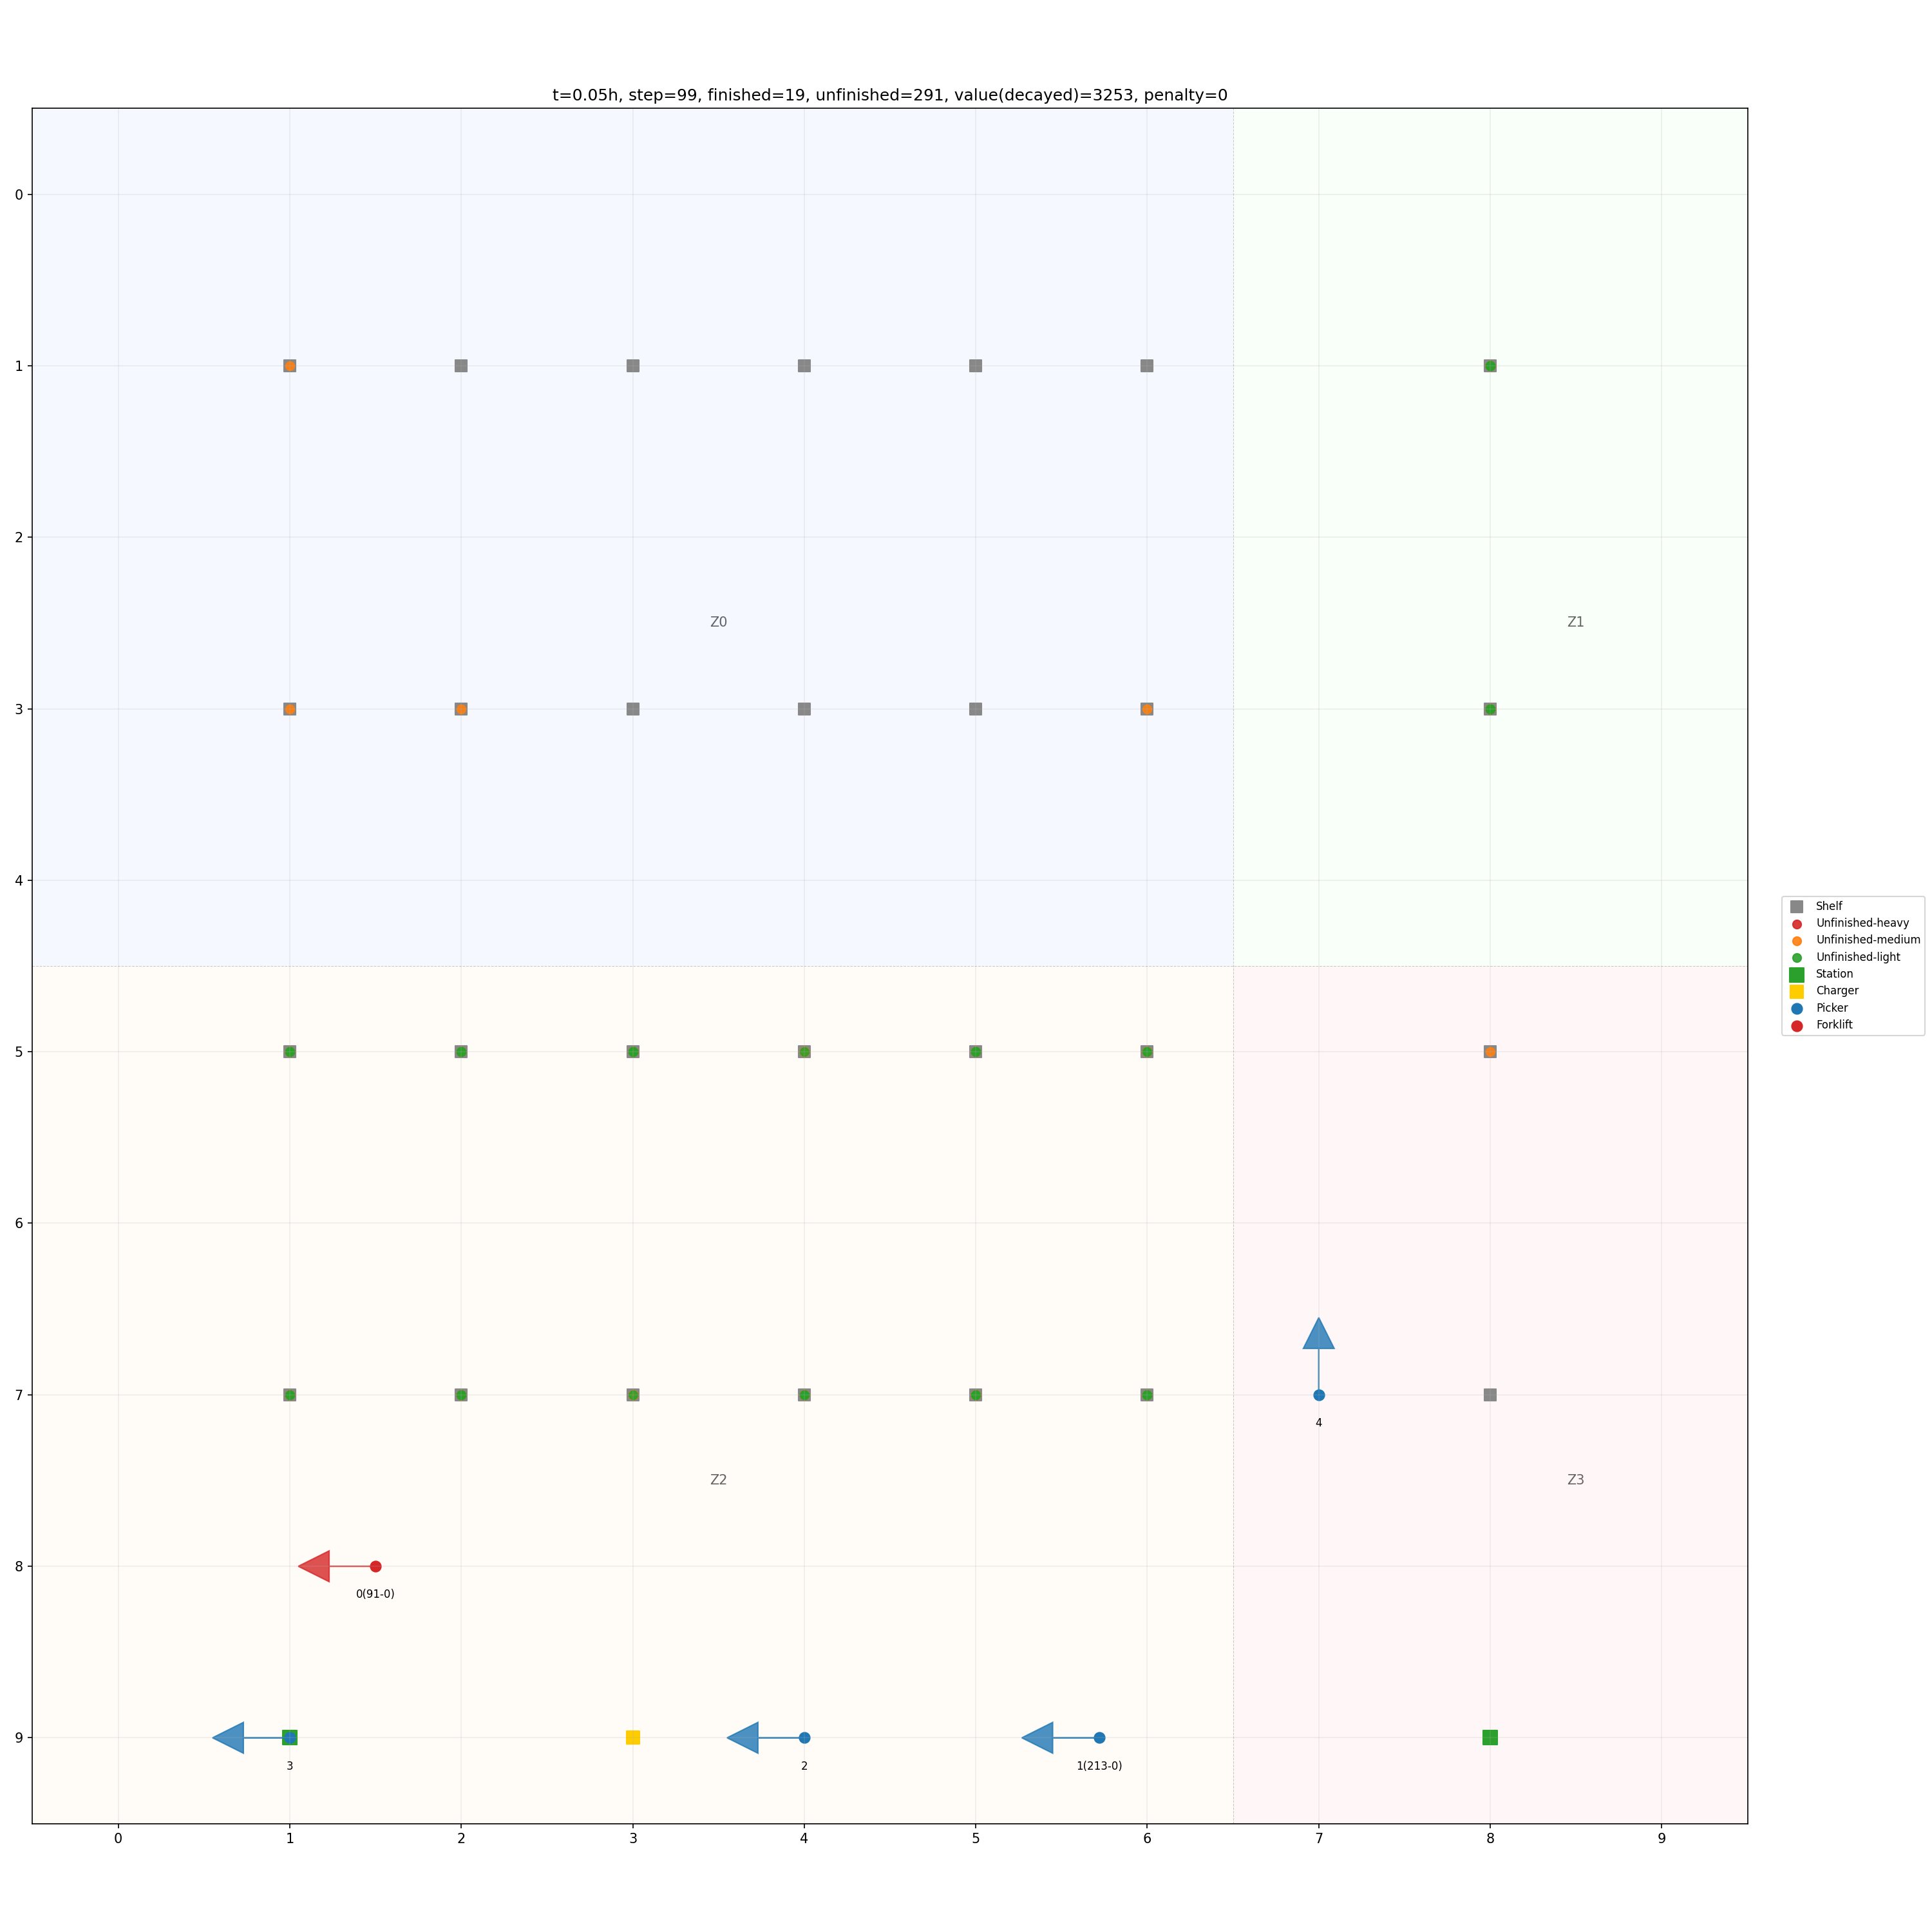 t=0.05h, step=99, finished=19, unfinished=291, value(decayed)=3253, penalty=0
0
1
2
Z0
Z1
3
4
Shelf
Unfinished-heavy
Unfinished-medium
Unfinished-light
Station
Charger
Picker
Forklift
5
6
7
4
Z2
Z3
8
0(91-0)
9
3
2
1(213-0)
0 1 2 3 4 5 6 7 8 9